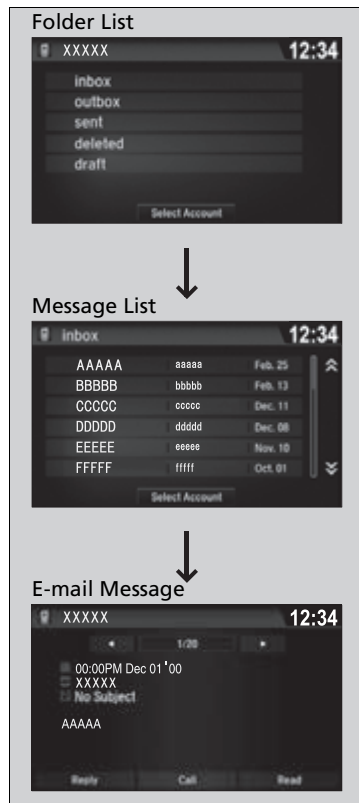 Folder List
XXXXX 12:34
inbox
outbox
sent
deleted
draft
Select Account
Message List
inbox 12:34
AAAAA aaaaa Feb. 25
BBBBB bbbbb Feb. 13
CCCCC ccccc Dec. 11
DDDDD ddddd Dec. 08
EEEEE eeeee Nov. 10
FFFFF fffff Oct. 01
Select Account
E-mail Message
XXXXX 12:34
1/20
00:00PM Dec 01'00
XXXXX
No Subject
AAAAA
Reply Call Read